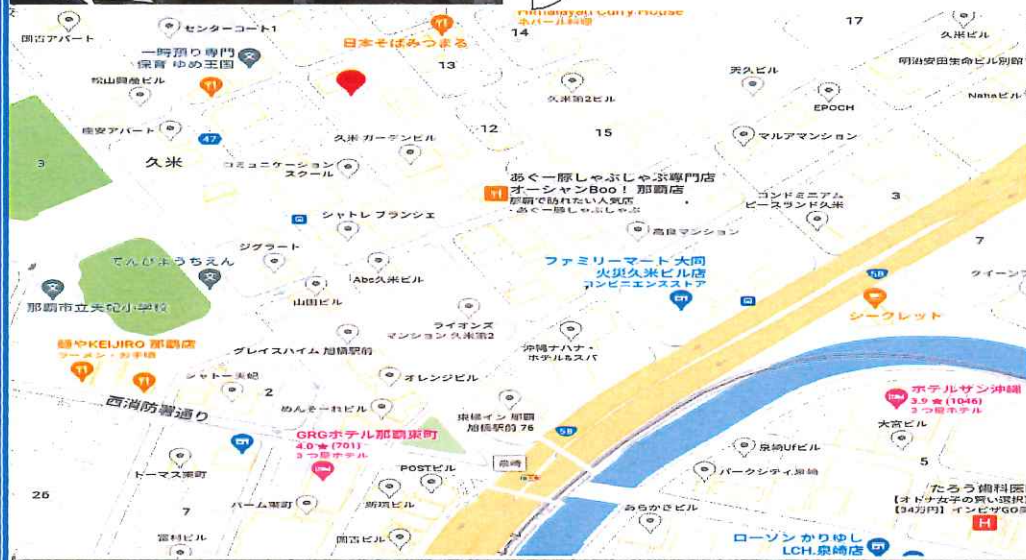 Himalayan Curry House
ネパール料理
14
17
国吉アパート
センターコート1
日本そばみつまる
久米ビル
一時預り専門
保育 ゆめ王国
13
明治安田生命ビル別館
松山興産ビル
久米第2ビル
天久ビル
EPOCH
Nahaビル
座安アパート
47
久米 ガーデンビル
12
15
マルアマンション
3
久米
コミュニケーション
スクール
あぐー豚しゃぶしゃぶ専門店
オーシャンBoo！ 那覇店
那覇で訪れたい人気店
・あぐー豚しゃぶしゃぶ
コンドミニアム
ピースランド久米
3
シャトレ フランシェ
高良マンション
7
ジグラート
てんぴようちえん
Abc久米ビル
ファミリーマート 大同
火災久米ビル店
コンビニエンスストア
58
クイーン
那覇市立天妃小学校
山田ビル
シークレット
ライオンズ
マンション 久米第2
麺やKEIJIRO 那覇店
ラーメン・お手頃
グレイスハイム 旭橋駅前
沖縄ナハナ・
ホテル&スパ
シャトー天妃
オレンジビル
ホテルサン沖縄
3.9 ★ (1046)
3 つ星ホテル
2
西消防署通り
めんそーれビル
東横イン 那覇
旭橋駅前 76
58
大宮ビル
GRGホテル那覇東町
4.0 ★ (701)
3 つ星ホテル
泉崎Ufビル
トーマス東町
POSTビル
泉崎
パークシティ泉崎
5
26
パーム東町
新琉ビル
あらかきビル
たろう歯科医
【オトナ女子の賢い選択】
【34万円】インビザGO
7
富村ビル
國吉ビル
ローソン かりゆし
LCH.泉崎店